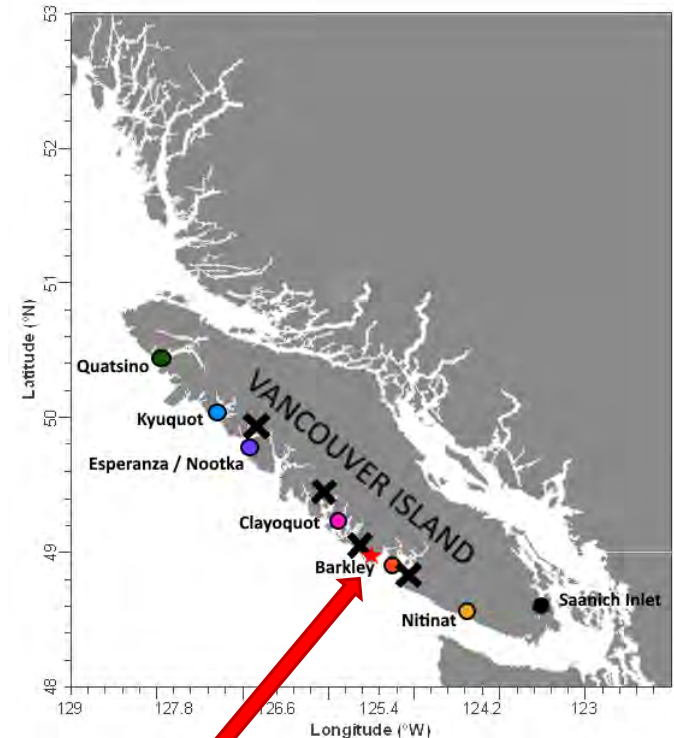 53
52
51
50
49
48
Latitude (°N)
Quatsino
Kyuquot
Esperanza / Nootka
Clayoquot
Barkley
Nitinat
Saanich Inlet
VANCOUVER ISLAND
129 127.8 126.6 125.4 124.2 123
Longitude (°W)